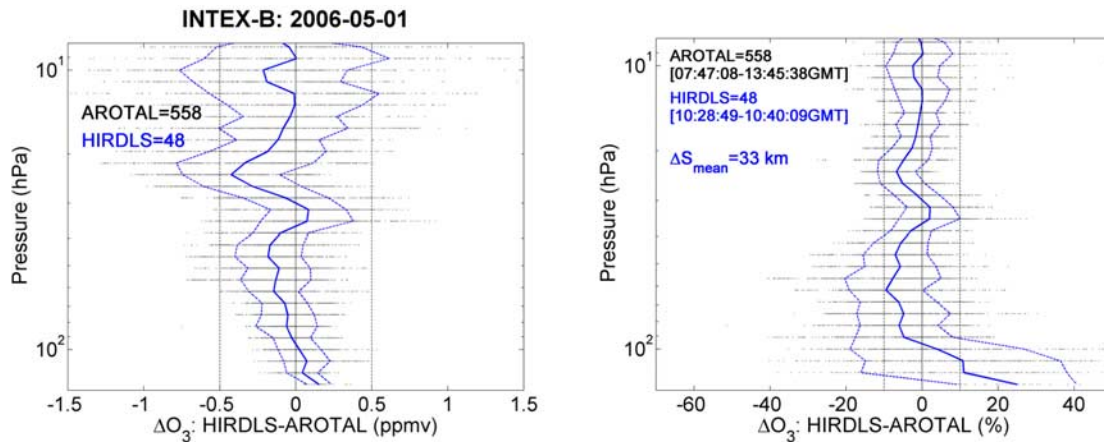 INTEX-B: 2006-05-01
Pressure (hPa)
10¹
10²
AROTAL=558
HIRDLS=48
-1.5 -1 -0.5 0 0.5 1 1.5
ΔO₃: HIRDLS-AROTAL (ppmv)
Pressure (hPa)
10¹
10²
AROTAL=558
[07:47:08-13:45:38GMT]
HIRDLS=48
[10:28:49-10:40:09GMT]
ΔSmean=33 km
-60 -40 -20 0 20 40
ΔO₃: HIRDLS-AROTAL (%)